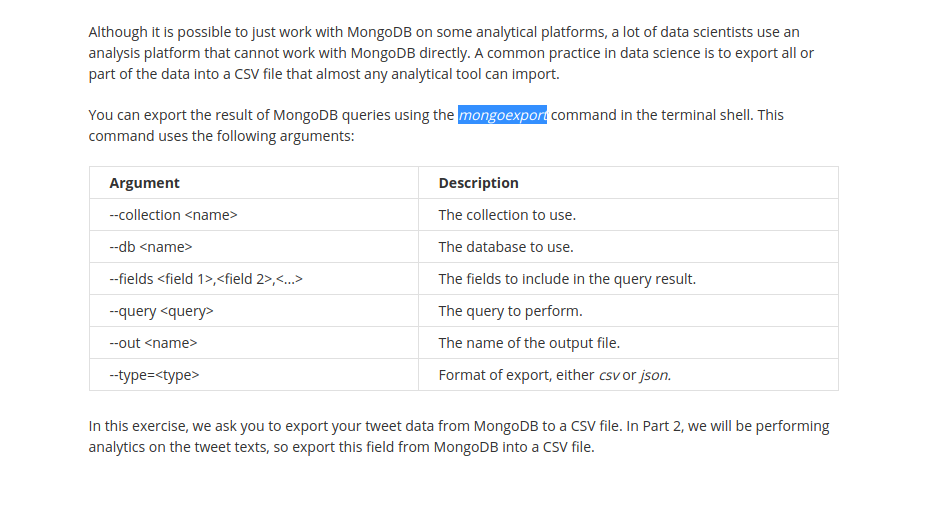 Although it is possible to just work with MongoDB on some analytical platforms, a lot of data scientists use an
analysis platform that cannot work with MongoDB directly. A common practice in data science is to export all or
part of the data into a CSV file that almost any analytical tool can import.
You can export the result of MongoDB queries using the mongoexport command in the terminal shell. This
command uses the following arguments:
Argument Description
--collection <name> The collection to use.
--db <name> The database to use.
--fields <field 1>,<field 2>,<...> The fields to include in the query result.
--query <query> The query to perform.
--out <name> The name of the output file.
--type=<type> Format of export, either csv or json.
In this exercise, we ask you to export your tweet data from MongoDB to a CSV file. In Part 2, we will be performing
analytics on the tweet texts, so export this field from MongoDB into a CSV file.